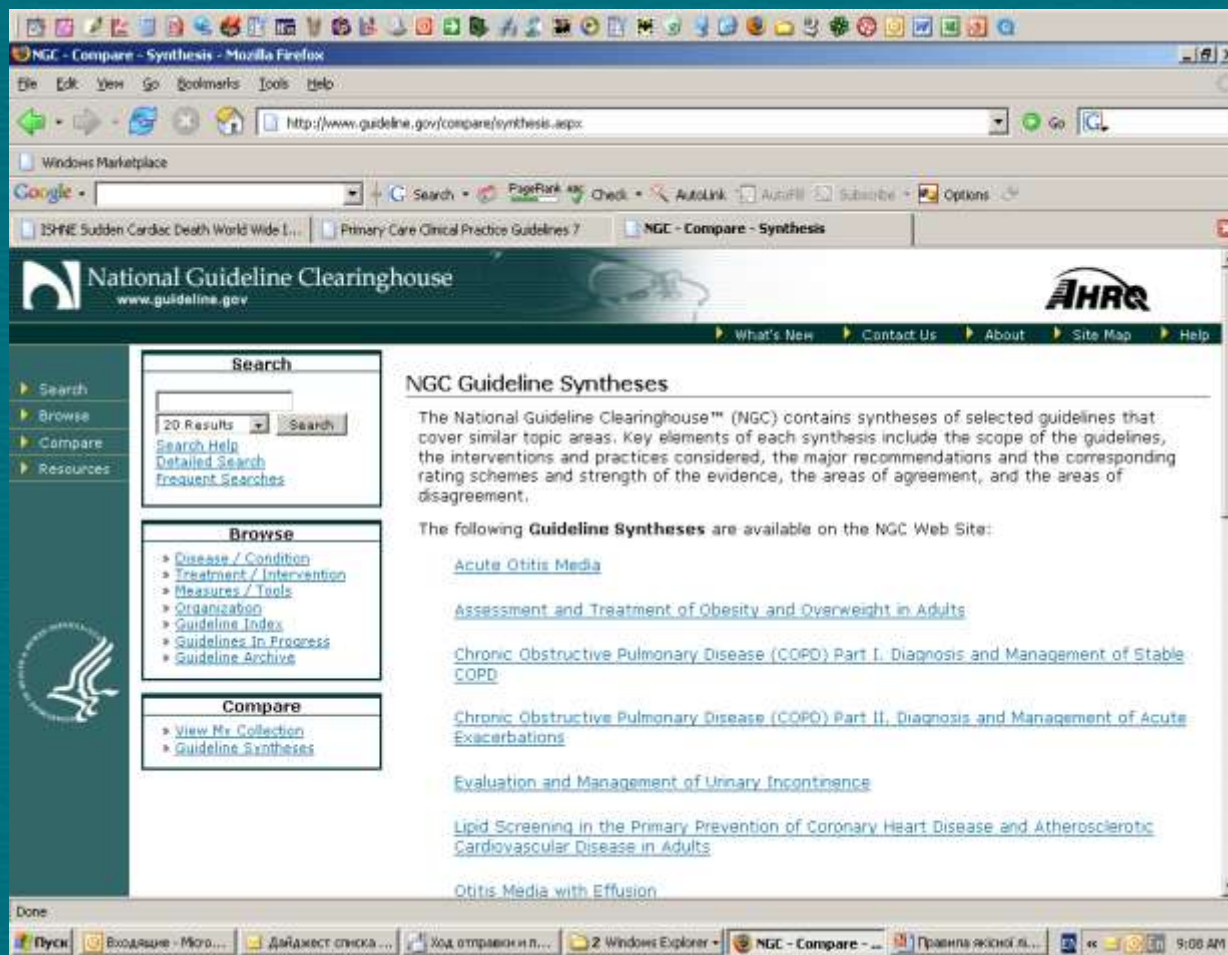 NGC - Compare - Synthesis - Mozilla Firefox
File Edit View Go Bookmarks Tools Help
http://www.guideline.gov/compare/synthesis.aspx
Go
Windows Marketplace
Google
Search
PageRank
Check
AutoLink
AutoFill
Subscribe
Options
ISHNE Sudden Cardiac Death World Wide I...
Primary Care Clinical Practice Guidelines 7
NGC - Compare - Synthesis
National Guideline Clearinghouse
www.guideline.gov
AHRQ
What's New
Contact Us
About
Site Map
Help
Search
Browse
Compare
Resources
Search
20 Results
Search
Search Help
Detailed Search
Frequent Searches
Browse
» Disease / Condition
» Treatment / Intervention
» Measures / Tools
» Organization
» Guideline Index
» Guidelines In Progress
» Guideline Archive
Compare
» View My Collection
» Guideline Syntheses
NGC Guideline Syntheses
The National Guideline Clearinghouse™ (NGC) contains syntheses of selected guidelines that
cover similar topic areas. Key elements of each synthesis include the scope of the guidelines,
the interventions and practices considered, the major recommendations and the corresponding
rating schemes and strength of the evidence, the areas of agreement, and the areas of
disagreement.
The following Guideline Syntheses are available on the NGC Web Site:
Acute Otitis Media
Assessment and Treatment of Obesity and Overweight in Adults
Chronic Obstructive Pulmonary Disease (COPD) Part I. Diagnosis and Management of Stable
COPD
Chronic Obstructive Pulmonary Disease (COPD) Part II. Diagnosis and Management of Acute
Exacerbations
Evaluation and Management of Urinary Incontinence
Lipid Screening in the Primary Prevention of Coronary Heart Disease and Atherosclerotic
Cardiovascular Disease in Adults
Otitis Media with Effusion
Done
Пуск
Входящие - Micro...
Дайджест списка ...
Ход отправки и п...
2 Windows Explorer
NGC - Compare - ...
Правила якісної лі...
«
En
9:08 AM